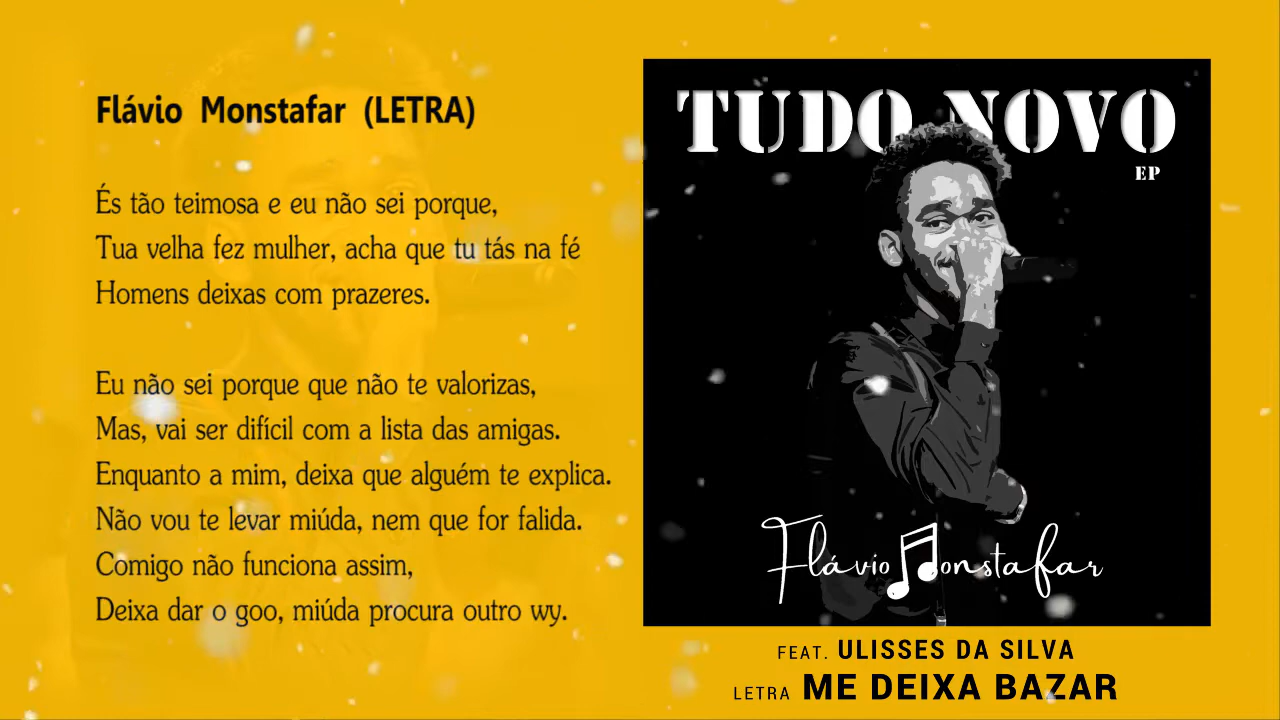 Flávio Monstafar (LETRA)
És tão teimosa e eu não sei porque,
Tua velha fez mulher, acha que tu tás na fé
Homens deixas com prazeres.
Eu não sei porque que não te valorizas,
Mas, vai ser difícil com a lista das amigas.
Enquanto a mim, deixa que alguém te explica.
Não vou te levar miúda, nem que for falida.
Comigo não funciona assim,
Deixa dar o goo, miúda procura outro wy.
TUDO NOVO
EP
Flávio Monstafar
FEAT. ULISSES DA SILVA
LETRA ME DEIXA BAZAR